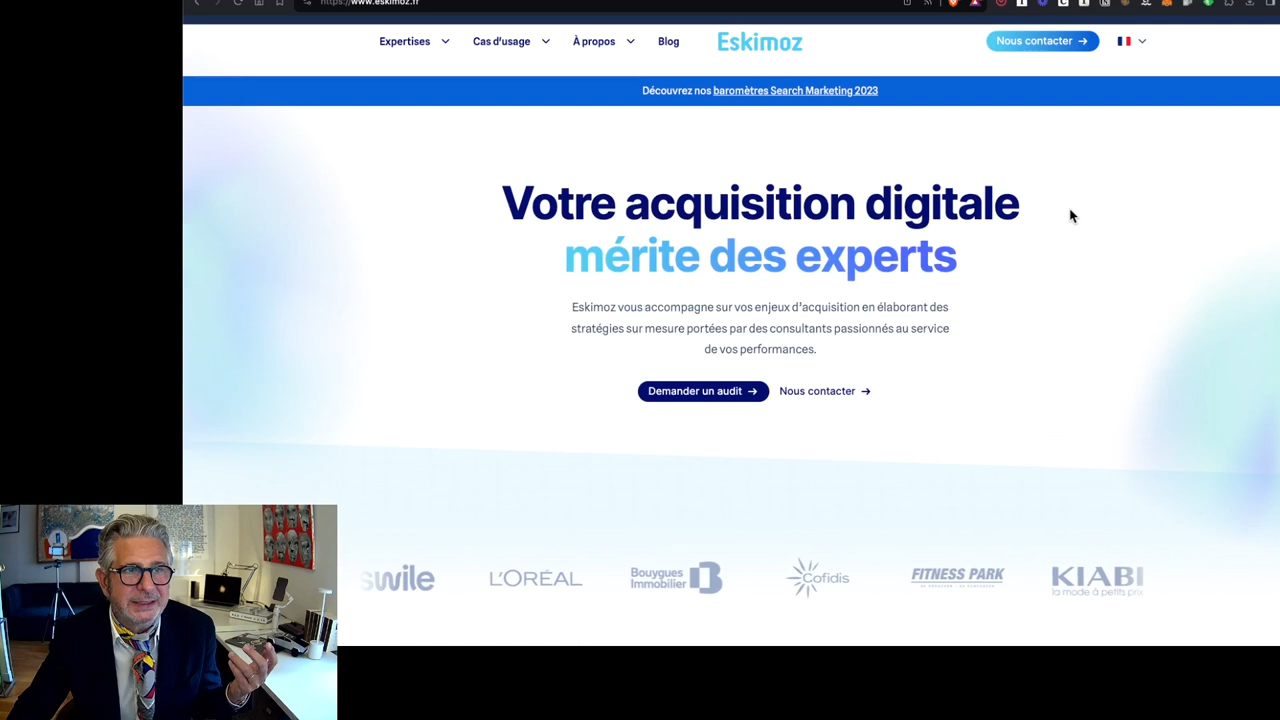 https://www.eskimoz.fr
Expertises
Cas d'usage
À propos
Blog
Eskimoz
Nous contacter →
Découvrez nos baromètres Search Marketing 2023
Votre acquisition digitale
mérite des experts
Eskimoz vous accompagne sur vos enjeux d'acquisition en élaborant des
stratégies sur mesure portées par des consultants passionnés au service
de vos performances.
Demander un audit →
Nous contacter →
swile
L'ORÉAL
Bouygues
Immobilier
Cofidis
FITNESS PARK
KIABI
la mode à petits prix